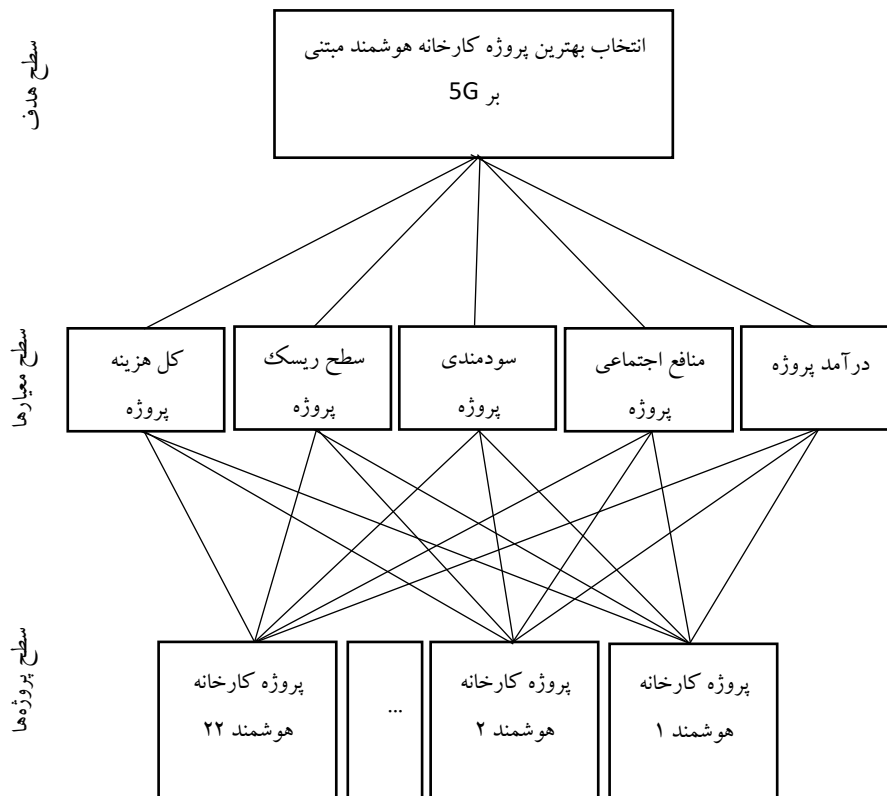 سطح هدف
انتخاب بهترین پروژه کارخانه هوشمند مبتنی
بر 5G
سطح معیارها
درآمد پروژه
منافع اجتماعی
پروژه
سودمندی
پروژه
سطح ریسک
پروژه
کل هزینه
پروژه
سطح پروژه‌ها
پروژه کارخانه
هوشمند ۱
پروژه کارخانه
هوشمند ۲
...
پروژه کارخانه
هوشمند ۲۲